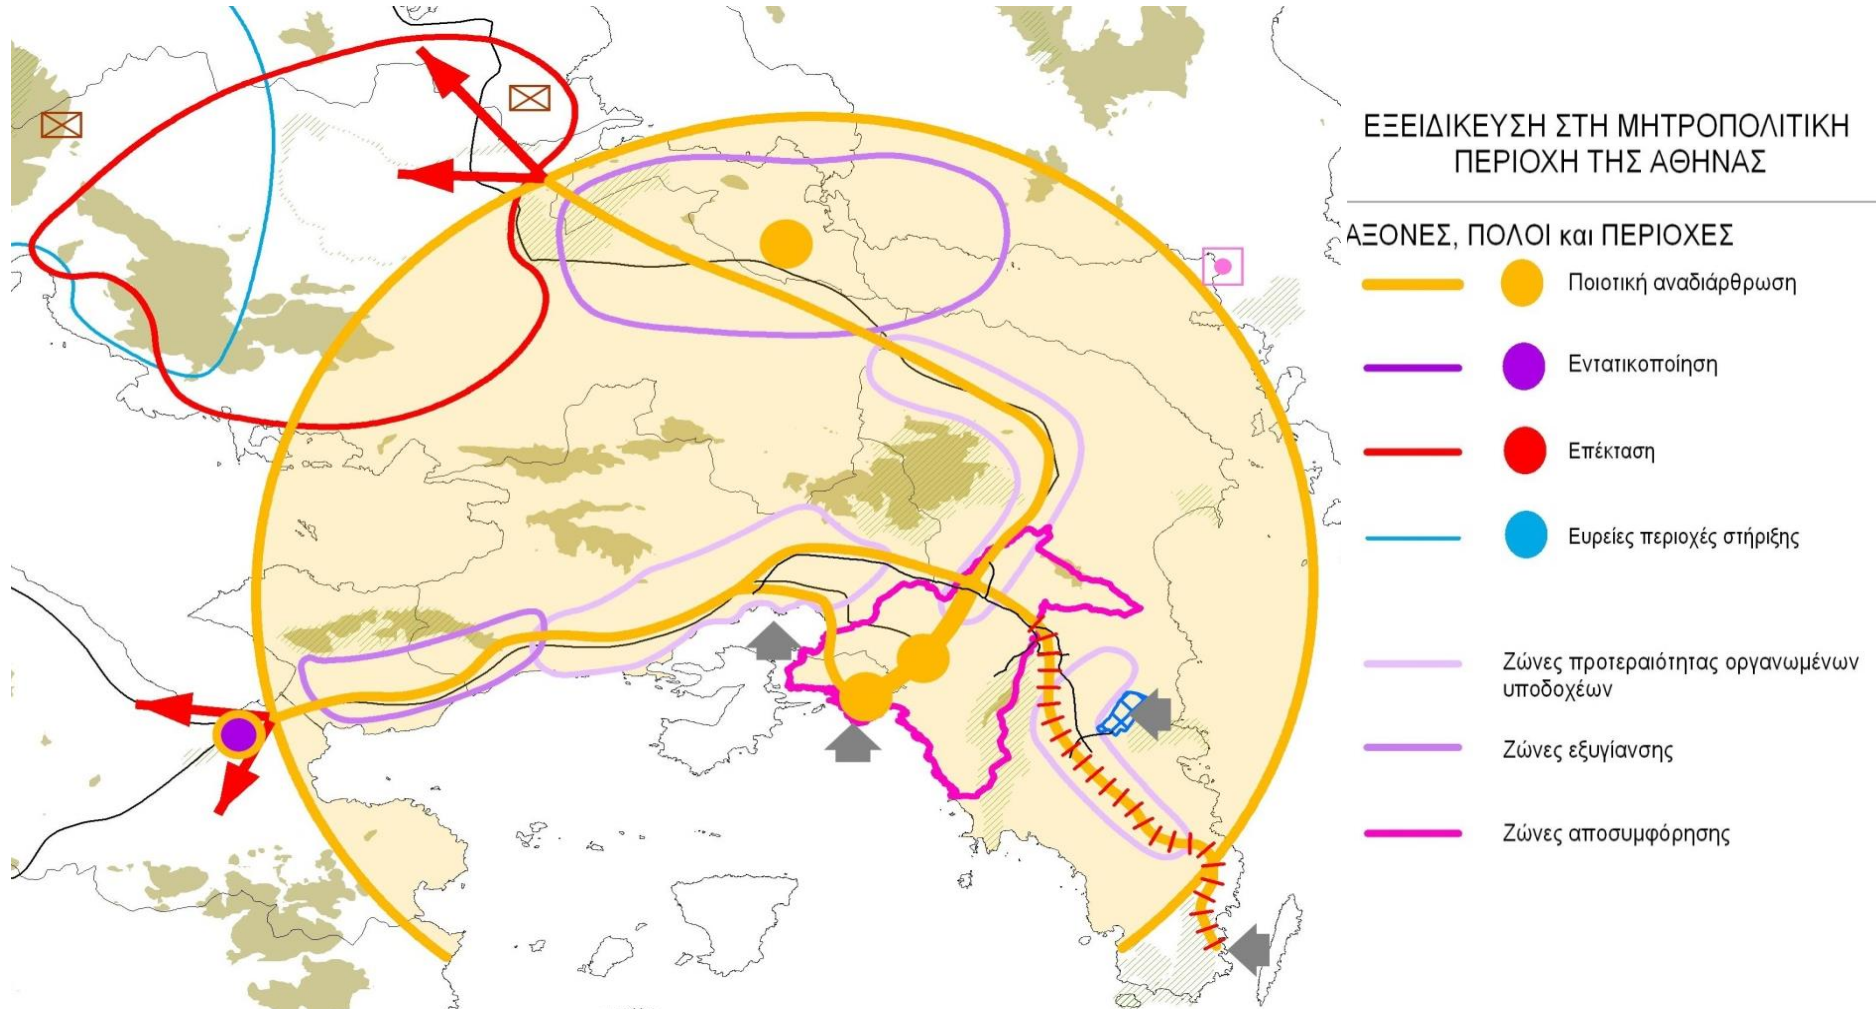 ΕΞΕΙΔΙΚΕΥΣΗ ΣΤΗ ΜΗΤΡΟΠΟΛΙΤΙΚΗ
ΠΕΡΙΟΧΗ ΤΗΣ ΑΘΗΝΑΣ
ΑΞΟΝΕΣ, ΠΟΛΟΙ και ΠΕΡΙΟΧΕΣ
Ποιοτική αναδιάρθρωση
Εντατικοποίηση
Επέκταση
Ευρείες περιοχές στήριξης
Ζώνες προτεραιότητας οργανωμένων
υποδοχέων
Ζώνες εξυγίανσης
Ζώνες αποσυμφόρησης